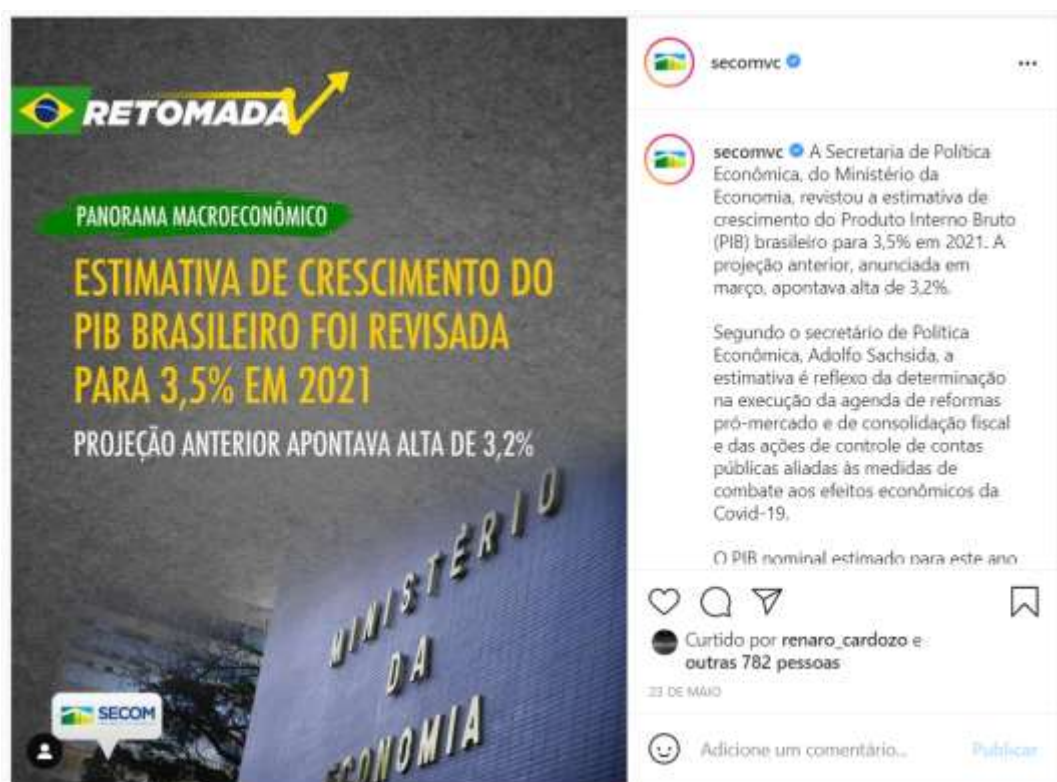 RETOMADA
PANORAMA MACROECONÔMICO
ESTIMATIVA DE CRESCIMENTO DO
PIB BRASILEIRO FOI REVISADA
PARA 3,5% EM 2021
PROJEÇÃO ANTERIOR APONTAVA ALTA DE 3,2%
MINISTÉRIO
DA
ECONOMIA
SECOM
secomvc
secomvc A Secretaria de Política
Econômica, do Ministério da
Economia, revistou a estimativa de
crescimento do Produto Interno Bruto
(PIB) brasileiro para 3,5% em 2021. A
projeção anterior, anunciada em
março, apontava alta de 3,2%.
Segundo o secretário de Política
Econômica, Adolfo Sachsida, a
estimativa é reflexo da determinação
na execução da agenda de reformas
pró-mercado e de consolidação fiscal
e das ações de controle de contas
públicas aliadas às medidas de
combate aos efeitos econômicos da
Covid-19.
O PIB nominal estimado para este ano
Curtido por renaro_cardozo e
outras 782 pessoas
23 DE MAIO
Adicione um comentário...
Publicar